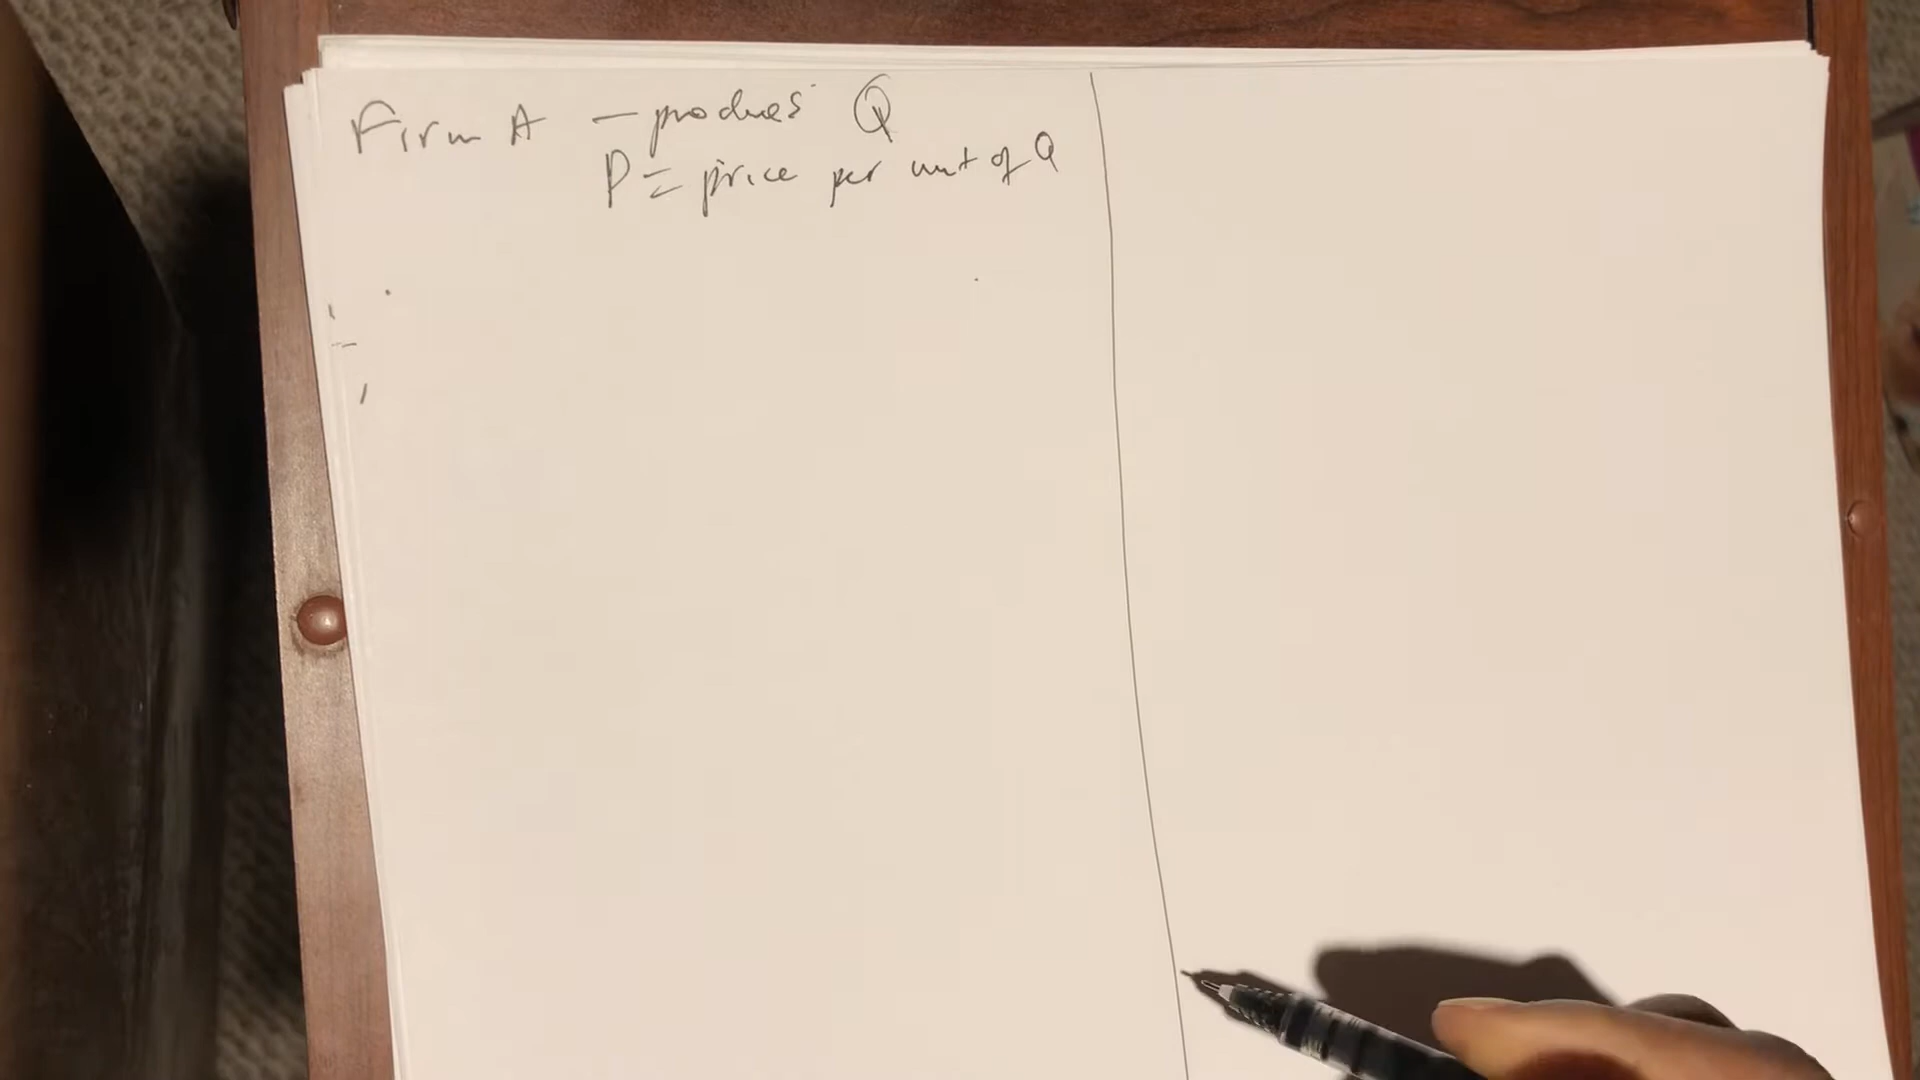 Firm A — produces Q
P = price per unit of Q